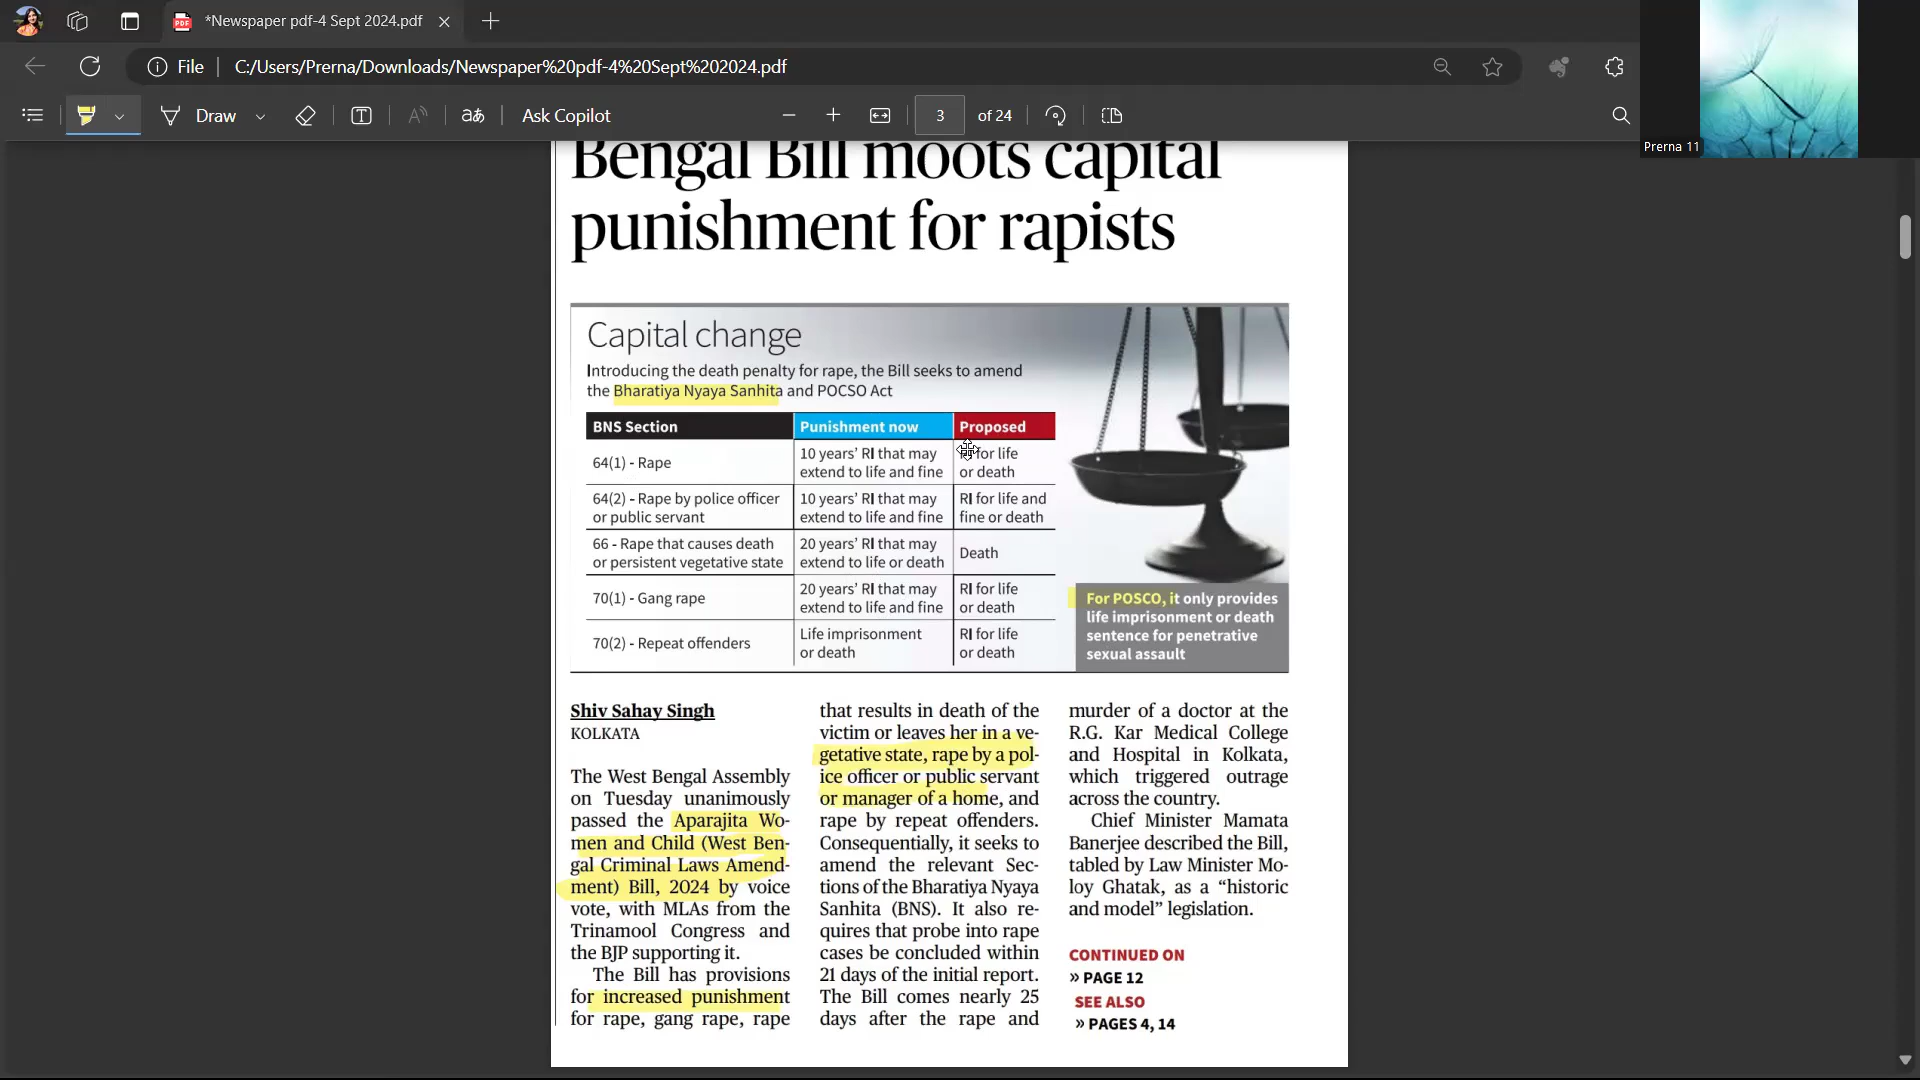 *Newspaper pdf-4 Sept 2024.pdf
File
C:/Users/Prerna/Downloads/Newspaper%20pdf-4%20Sept%202024.pdf
Draw
Ask Copilot
3 of 24
Prerna 11
Bengal Bill moots capital
punishment for rapists
Capital change
Introducing the death penalty for rape, the Bill seeks to amend
the Bharatiya Nyaya Sanhita and POCSO Act
BNS Section Punishment now Proposed
64(1) - Rape
10 years' RI that may
extend to life and fine
for life
or death
64(2) - Rape by police officer
or public servant
10 years' RI that may
extend to life and fine
RI for life and
fine or death
66 - Rape that causes death
or persistent vegetative state
20 years' RI that may
extend to life or death
Death
70(1) - Gang rape
20 years' RI that may
extend to life and fine
RI for life
or death
70(2) - Repeat offenders
Life imprisonment
or death
RI for life
or death
For POSCO, it only provides
life imprisonment or death
sentence for penetrative
sexual assault
Shiv Sahay Singh
KOLKATA
The West Bengal Assembly
on Tuesday unanimously
passed the Aparajita Wo-
men and Child (West Ben-
gal Criminal Laws Amend-
ment) Bill, 2024 by voice
vote, with MLAs from the
Trinamool Congress and
the BJP supporting it.
The Bill has provisions
for increased punishment
for rape, gang rape, rape
that results in death of the
victim or leaves her in a ve-
getative state, rape by a pol-
ice officer or public servant
or manager of a home, and
rape by repeat offenders.
Consequentially, it seeks to
amend the relevant Sec-
tions of the Bharatiya Nyaya
Sanhita (BNS). It also re-
quires that probe into rape
cases be concluded within
21 days of the initial report.
The Bill comes nearly 25
days after the rape and
murder of a doctor at the
R.G. Kar Medical College
and Hospital in Kolkata,
which triggered outrage
across the country.
Chief Minister Mamata
Banerjee described the Bill,
tabled by Law Minister Mo-
loy Ghatak, as a “historic
and model” legislation.
CONTINUED ON
» PAGE 12
SEE ALSO
» PAGES 4, 14